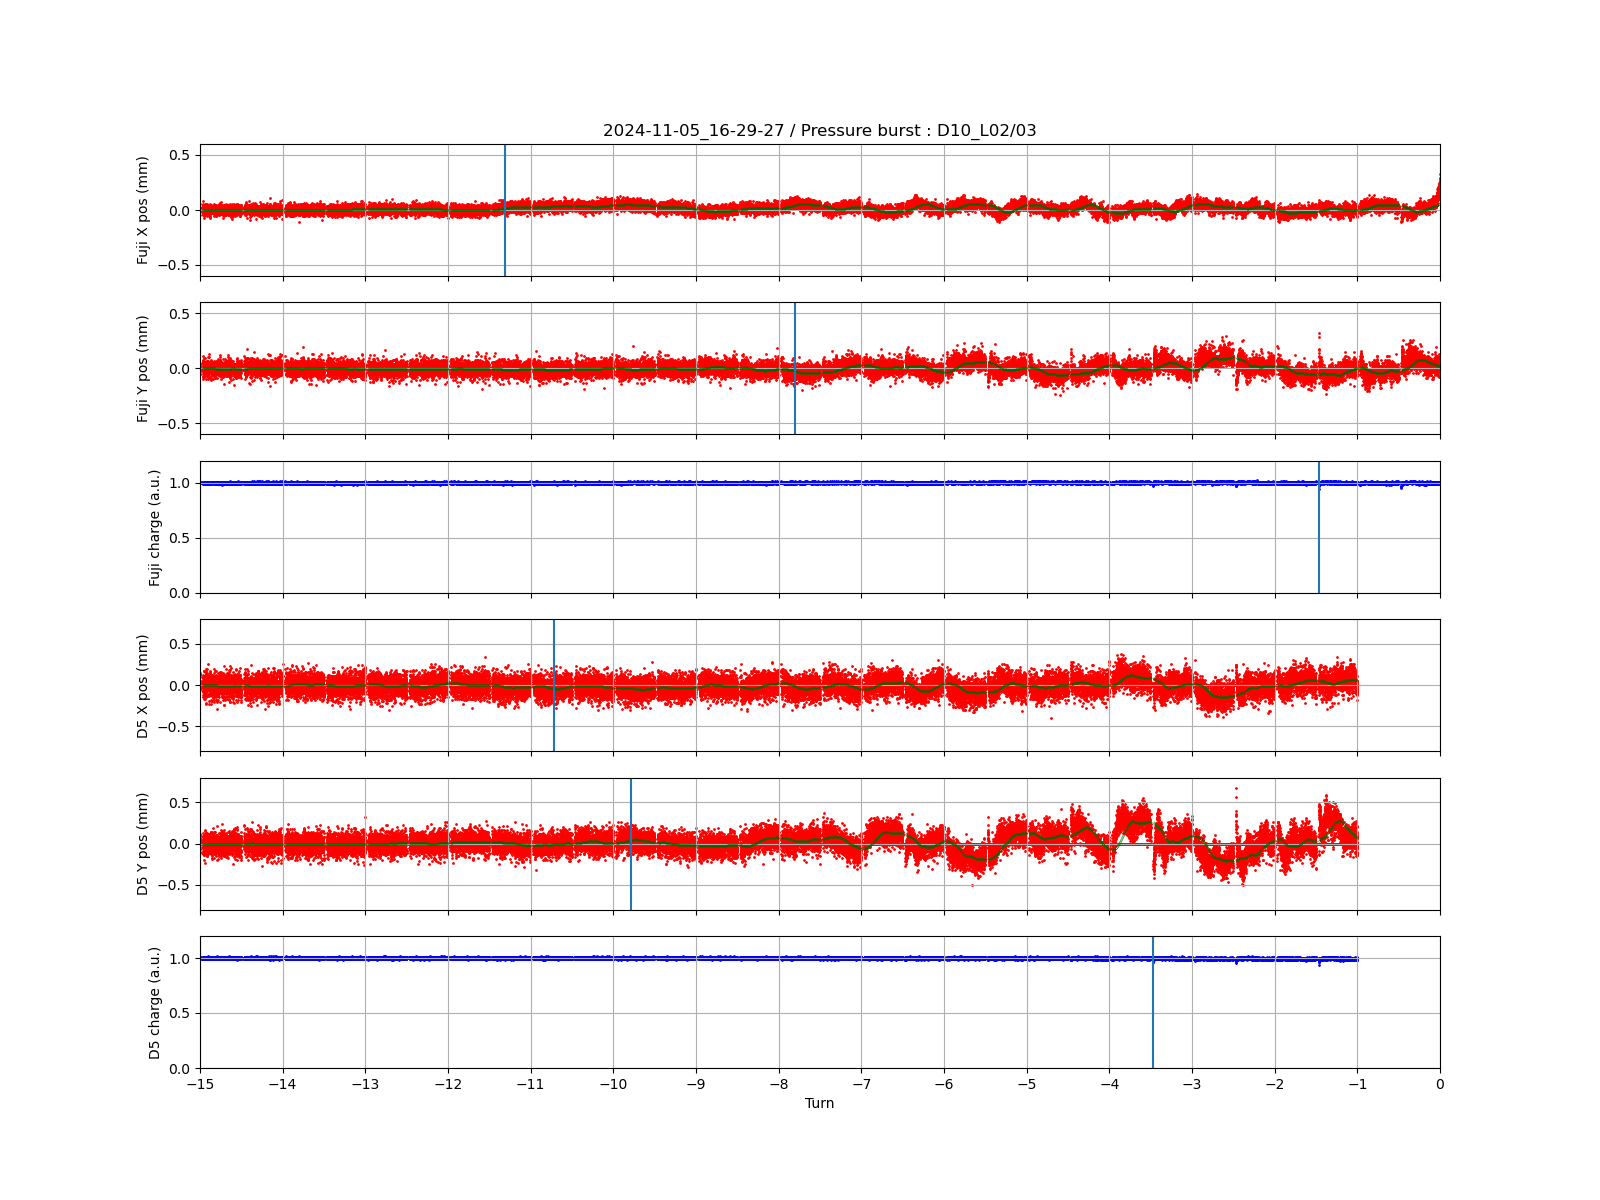 2024-11-05_16-29-27 / Pressure burst : D10_L02/03
Fuji X pos (mm)
0.5
0.0
−0.5
Fuji Y pos (mm)
0.5
0.0
−0.5
Fuji charge (a.u.)
1.0
0.5
0.0
D5 X pos (mm)
0.5
0.0
−0.5
D5 Y pos (mm)
0.5
0.0
−0.5
D5 charge (a.u.)
1.0
0.5
0.0
−15 −14 −13 −12 −11 −10 −9 −8 −7 −6 −5 −4 −3 −2 −1 0
Turn